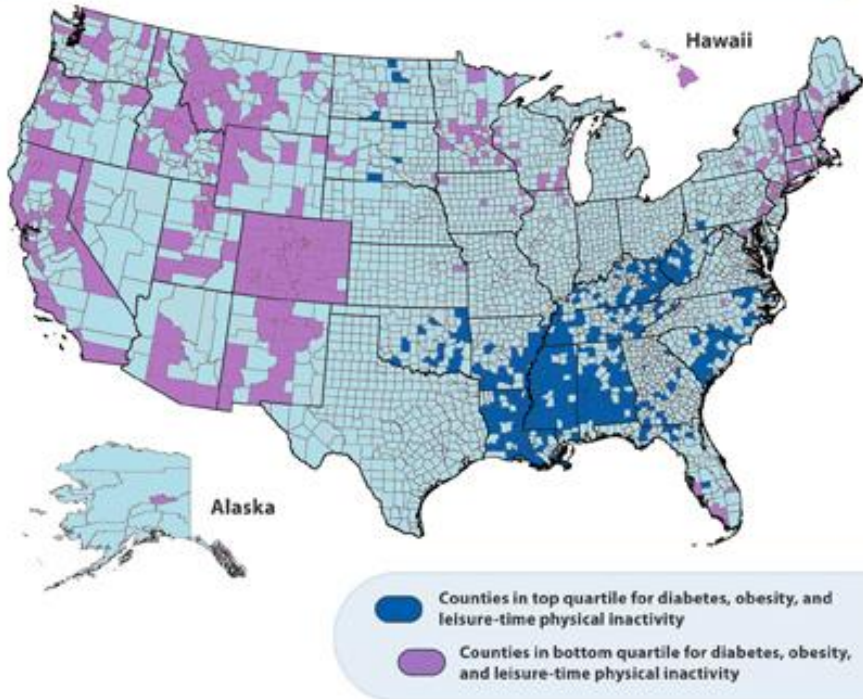 Hawaii
Alaska
Counties in top quartile for diabetes, obesity, and
leisure-time physical inactivity
Counties in bottom quartile for diabetes, obesity,
and leisure-time physical inactivity